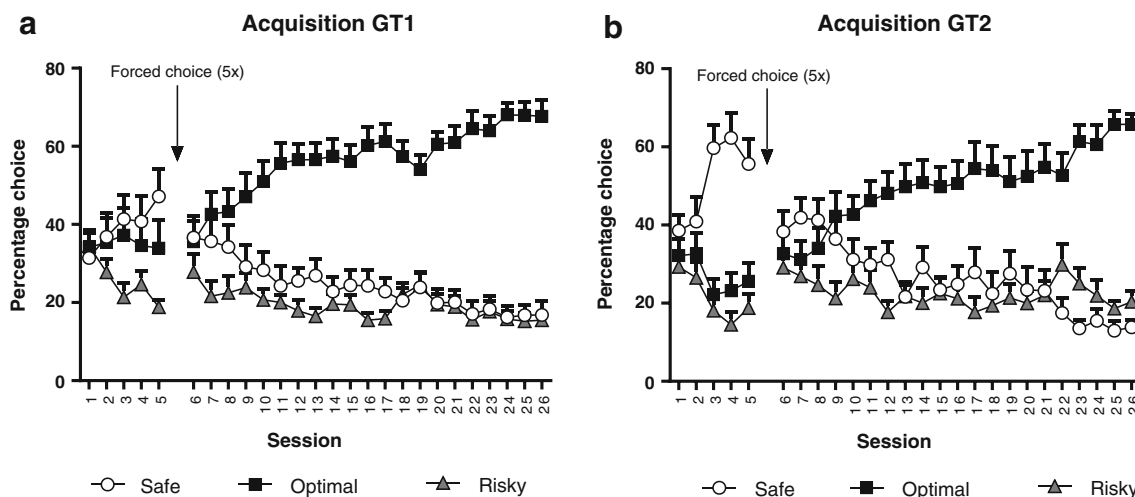 a
Acquisition GT1
Forced choice (5x)
Percentage choice
80
60
40
20
0
1 2 3 4 5 6 7 8 9 10 11 12 13 14 15 16 17 18 19 20 21 22 23 24 25 26
Session
Safe Optimal Risky
b
Acquisition GT2
Forced choice (5x)
Percentage choice
80
60
40
20
0
1 2 3 4 5 6 7 8 9 10 11 12 13 14 15 16 17 18 19 20 21 22 23 24 25 26
Session
Safe Optimal Risky